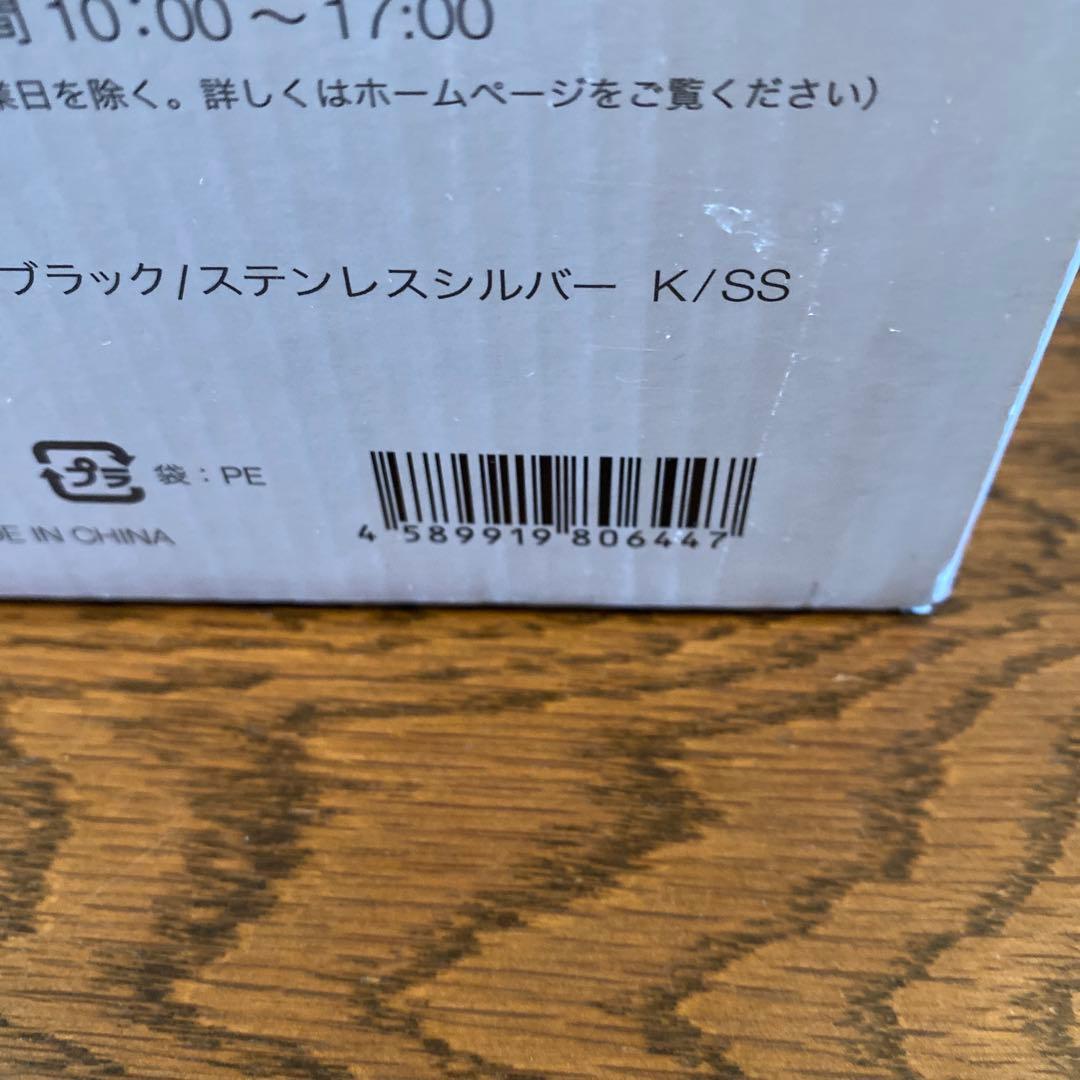 間 10:00～17:00
業日を除く。詳しくはホームページをご覧ください）
ブラック/ステンレスシルバー K/SS
プラ 袋：PE
DE IN CHINA
4 589919 806447